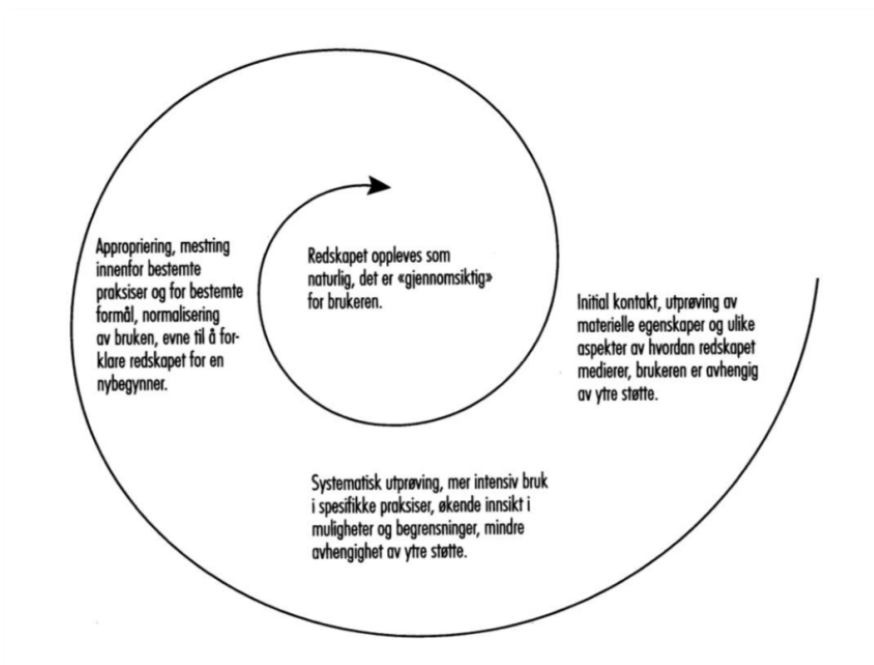 Appropriering, mestring
innenfor bestemte
praksiser og for bestemte
formål, normalisering
av bruken, evne til å for-
klare redskapet for en
nybegynner.
Redskapet oppleves som
naturlig, det er «gjennomsiktig»
for brukeren.
Initial kontakt, utprøving av
materielle egenskaper og ulike
aspekter av hvordan redskapet
medierer, brukeren er avhengig
av ytre støtte.
Systematisk utprøving, mer intensiv bruk
i spesifikke praksiser, økende innsikt i
muligheter og begrensninger, mindre
avhengighet av ytre støtte.